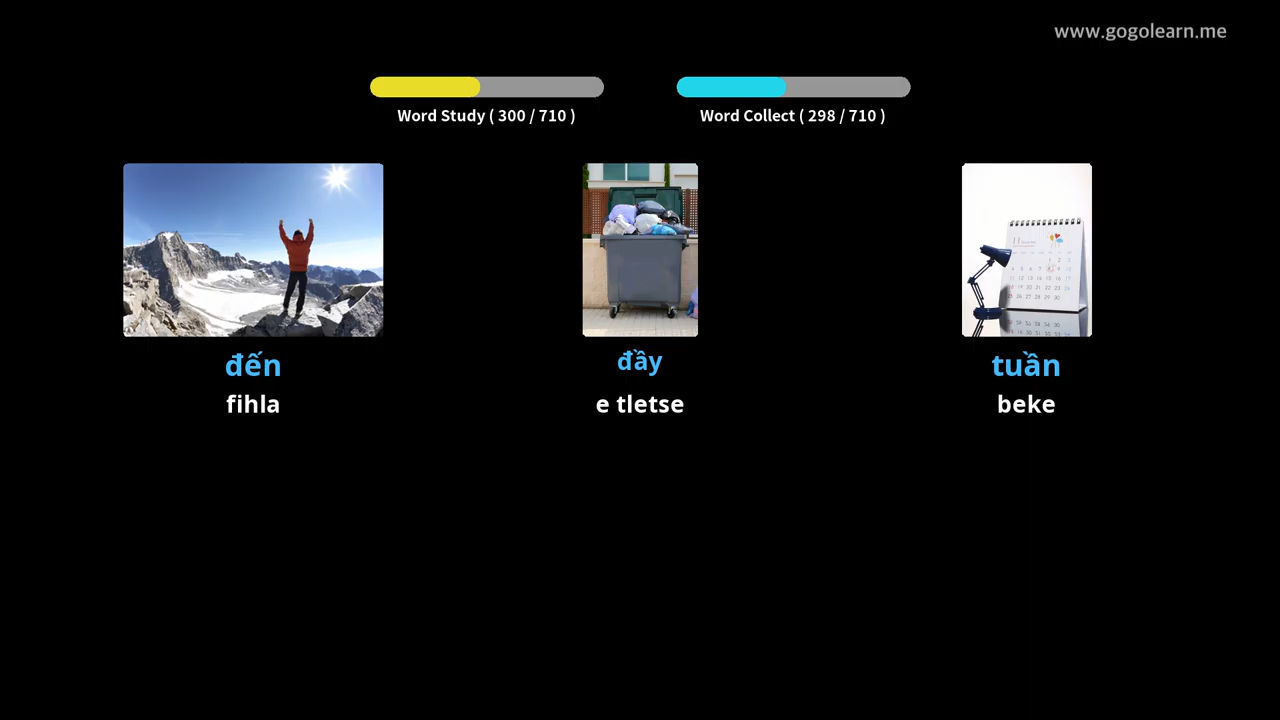 www.gogolearn.me
Word Study ( 300 / 710 )
Word Collect ( 298 / 710 )
đến
đầy
tuần
fihla
e tletse
beke